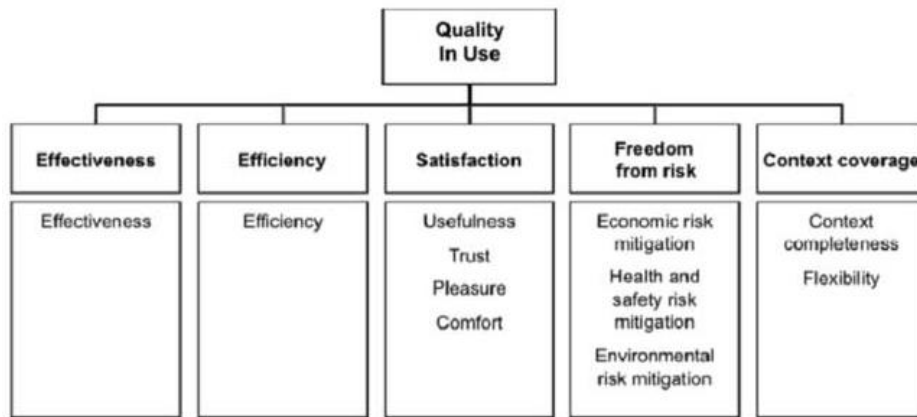 Quality
In Use
Effectiveness
Efficiency
Satisfaction
Freedom
from risk
Context coverage
Effectiveness
Efficiency
Usefulness
Trust
Pleasure
Comfort
Economic risk
mitigation
Health and
safety risk
mitigation
Environmental
risk mitigation
Context
completeness
Flexibility